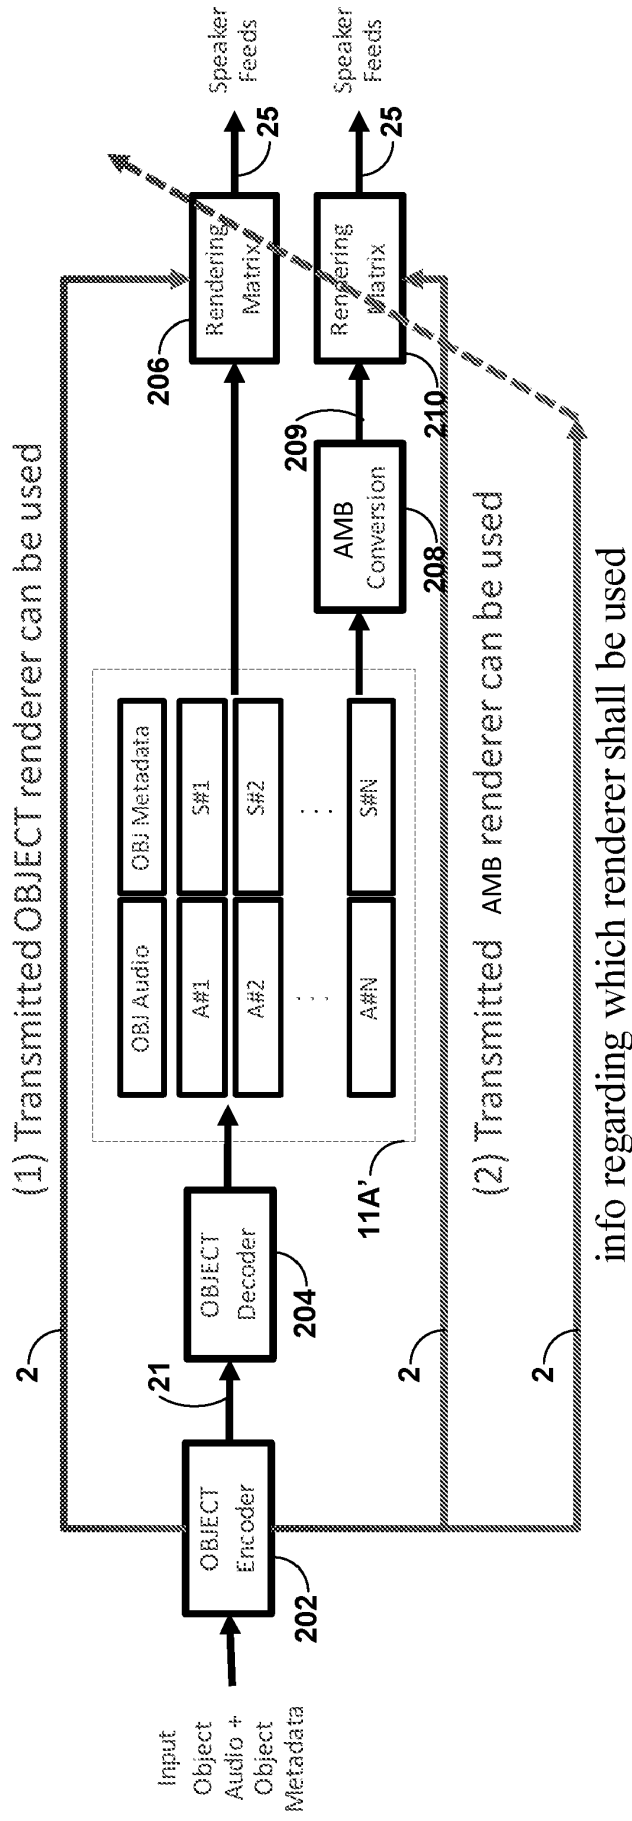 (1) Transmitted OBJECT renderer can be used
2
Input
Object
Audio +
Object
Metadata
OBJECT
Encoder
202
21
OBJECT
Decoder
204
11A'
OBJ Audio
OBJ Metadata
A#1
S#1
A#2
S#2
. . .
. . .
A#N
S#N
206
Rendering
Matrix
25
Speaker
Feeds
AMB
Conversion
208
209
Rendering
Matrix
210
25
Speaker
Feeds
2
(2) Transmitted AMB renderer can be used
2
info regarding which renderer shall be used